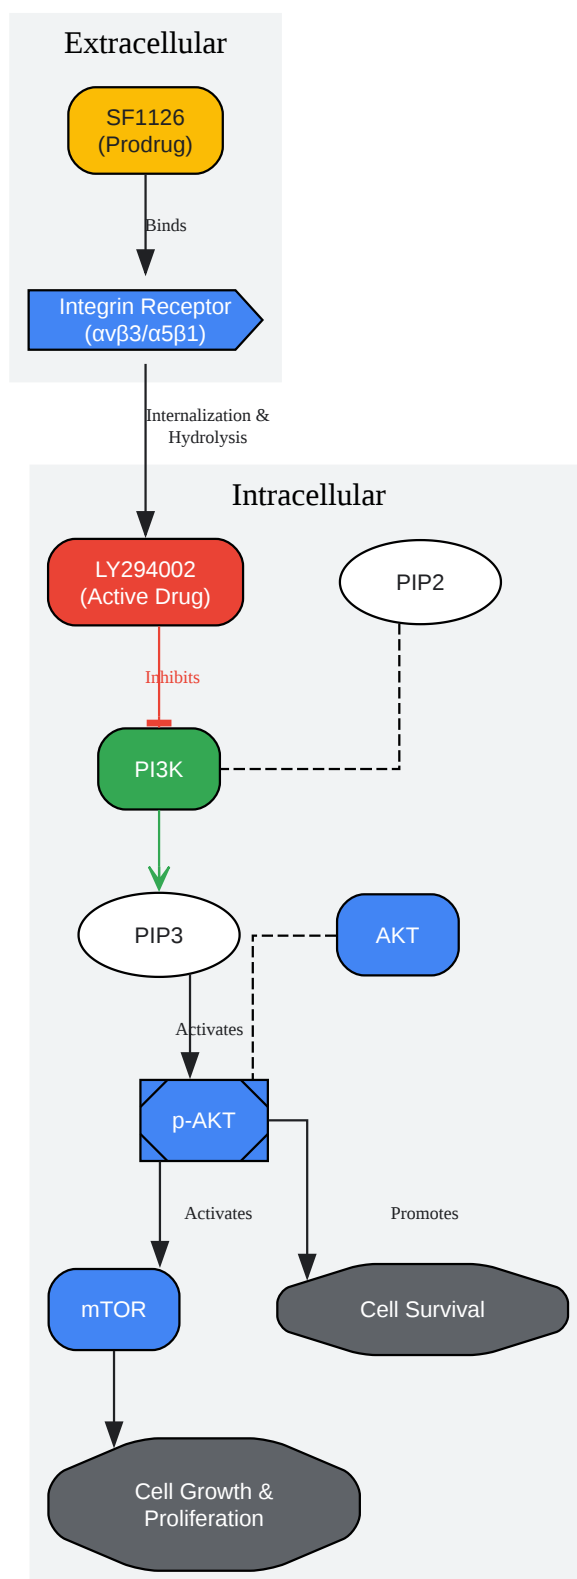 Extracellular
SF1126
(Prodrug)
Binds
Integrin Receptor
(αvβ3/α5β1)
Internalization &
Hydrolysis
Intracellular
LY294002
(Active Drug)
PIP2
Inhibits
PI3K
PIP3
AKT
Activates
p-AKT
Activates
Promotes
mTOR
Cell Survival
Cell Growth &
Proliferation